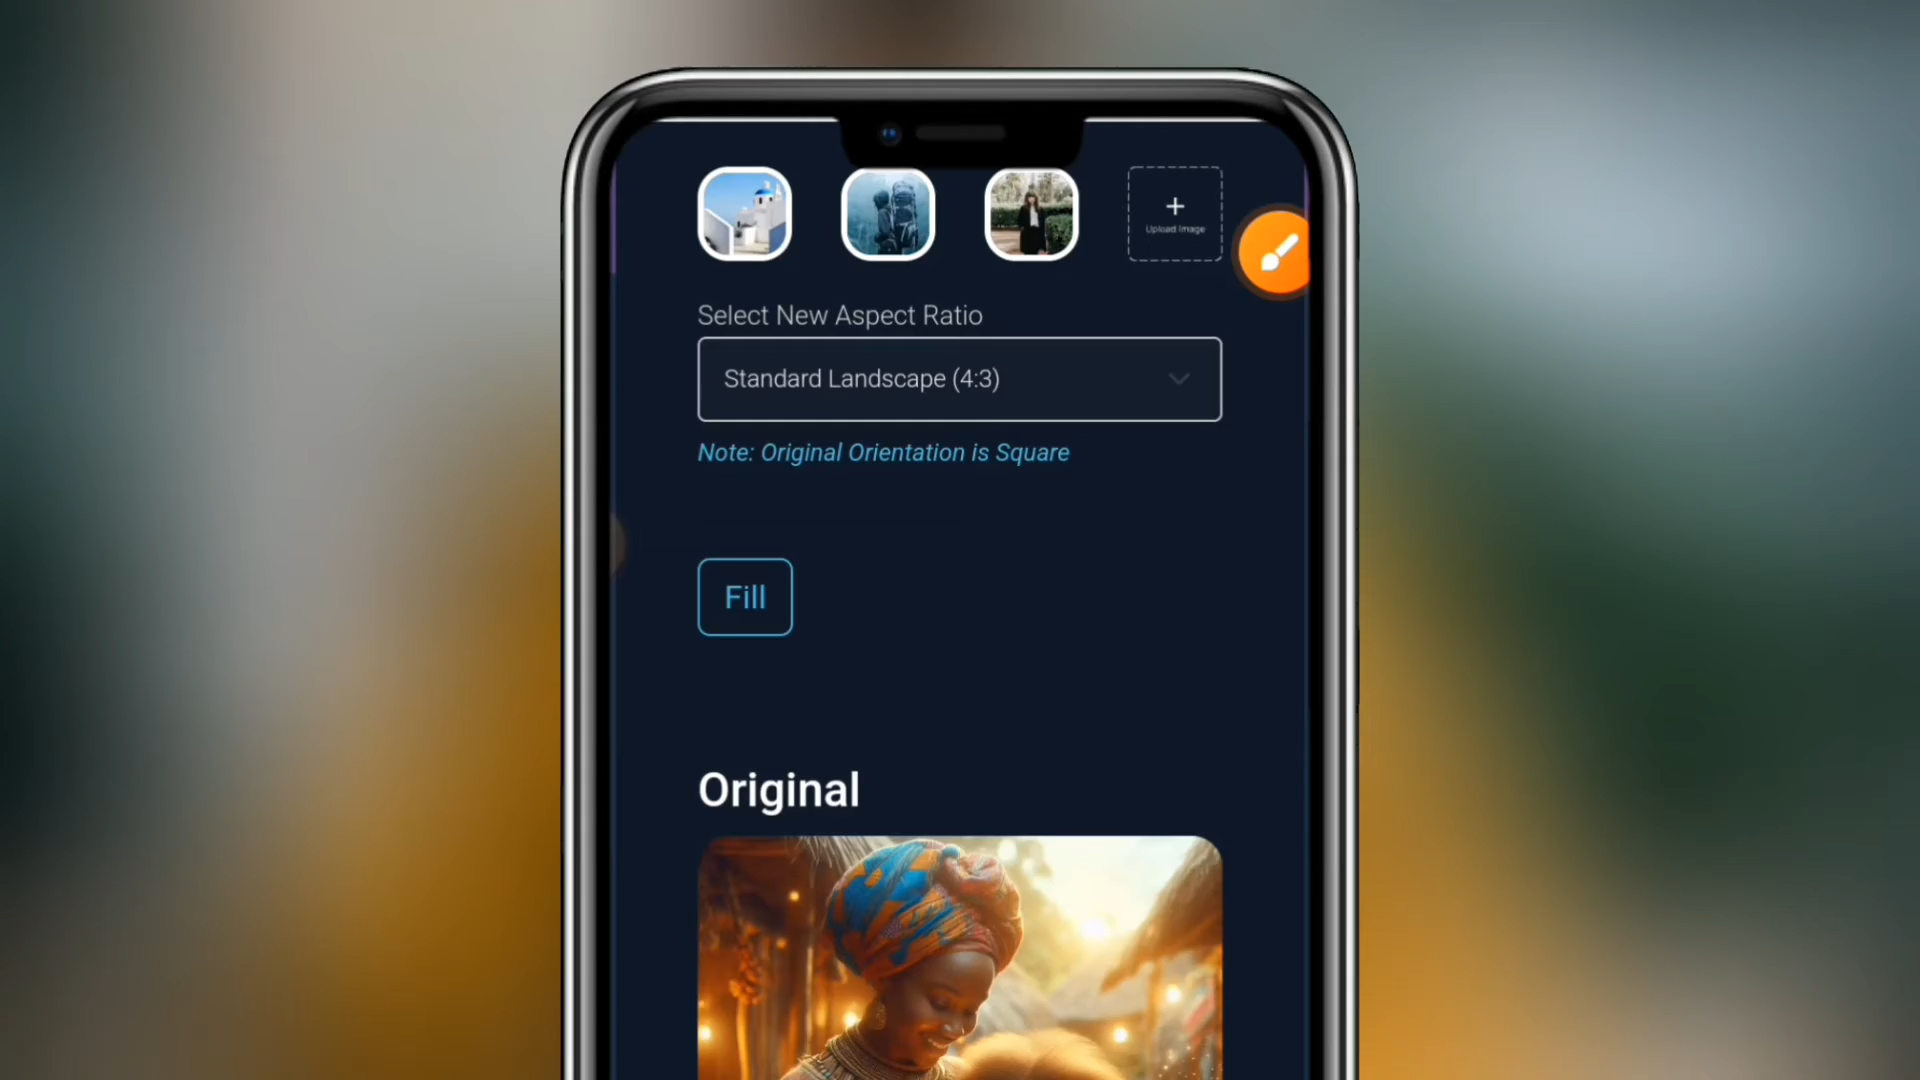 Upload Image
Select New Aspect Ratio
Standard Landscape (4:3)
Note: Original Orientation is Square
Fill
Original